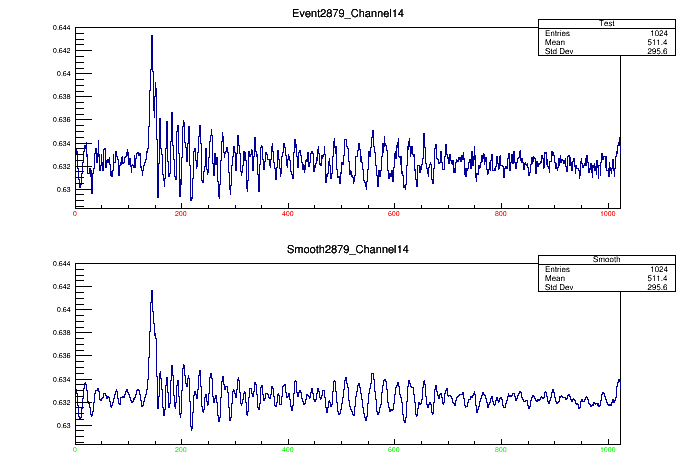 Event2879_Channel14
Test
Entries 1024
Mean 511.4
Std Dev 295.6
0.644
0.642
0.64
0.638
0.636
0.634
0.632
0.63
0 200 400 600 800 1000
Smooth2879_Channel14
Smooth
Entries 1024
Mean 511.4
Std Dev 295.6
0.644
0.642
0.64
0.638
0.636
0.634
0.632
0.63
0 200 400 600 800 1000